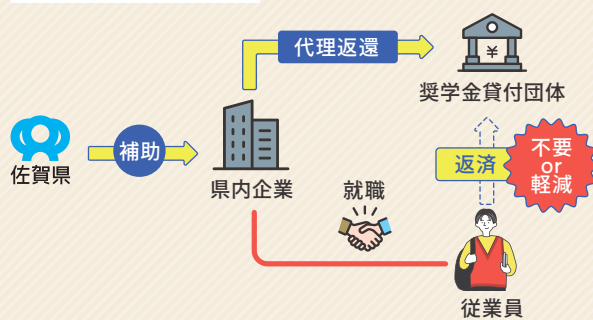 代理返還
¥
奨学金貸付団体
補助
佐賀県
県内企業
就職
返済
不要
or
軽減
従業員